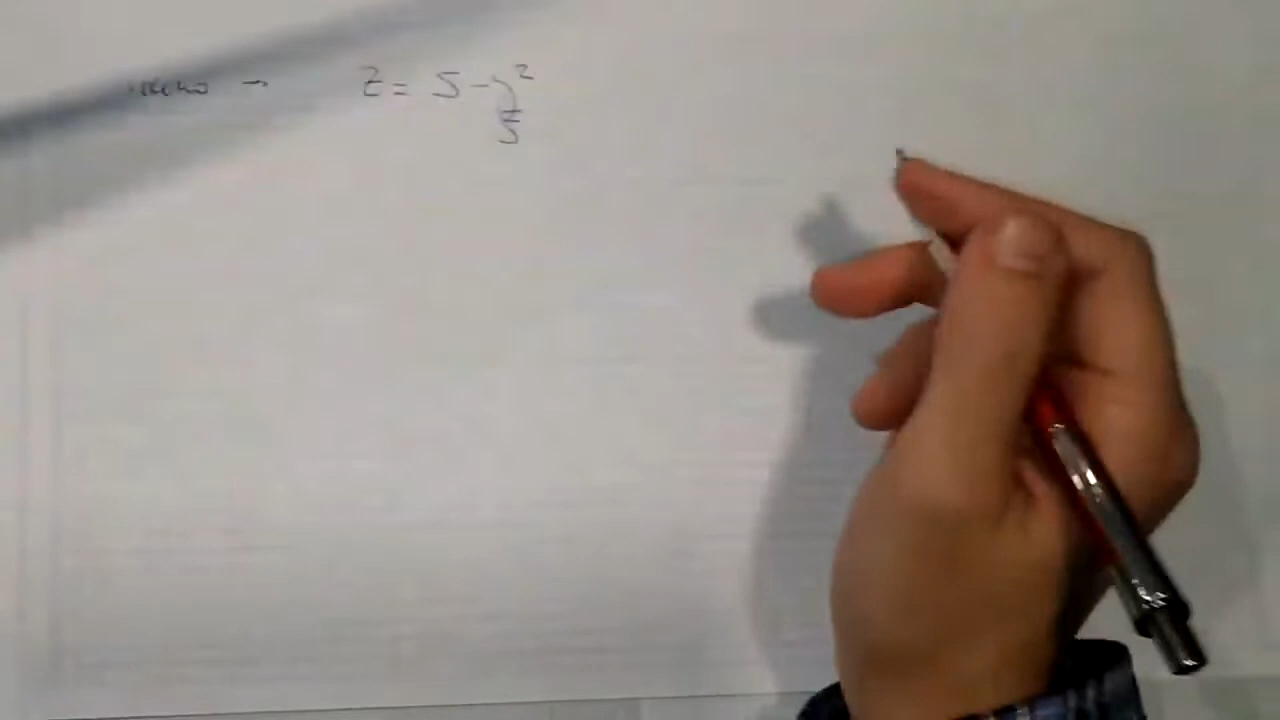 → z = 5 - y²/5